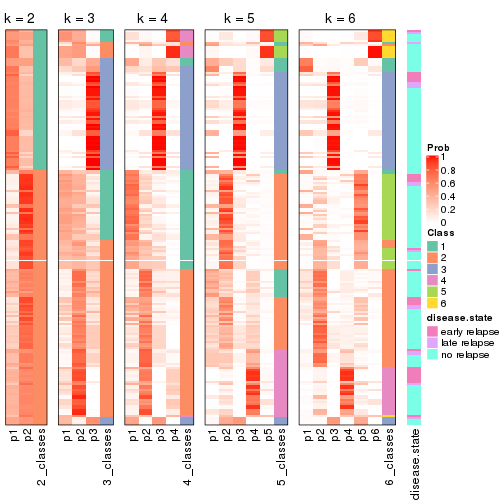 k = 2 k = 3 k = 4 k = 5 k = 6
Prob
1
0.8
0.6
0.4
0.2
0
Class
1
2
3
4
5
6
disease.state
early relapse
late relapse
no relapse
p1 p2 2_classes p1 p2 p3 3_classes p1 p2 p3 p4 4_classes p1 p2 p3 p4 p5 5_classes p1 p2 p3 p4 p5 p6 6_classes disease.state